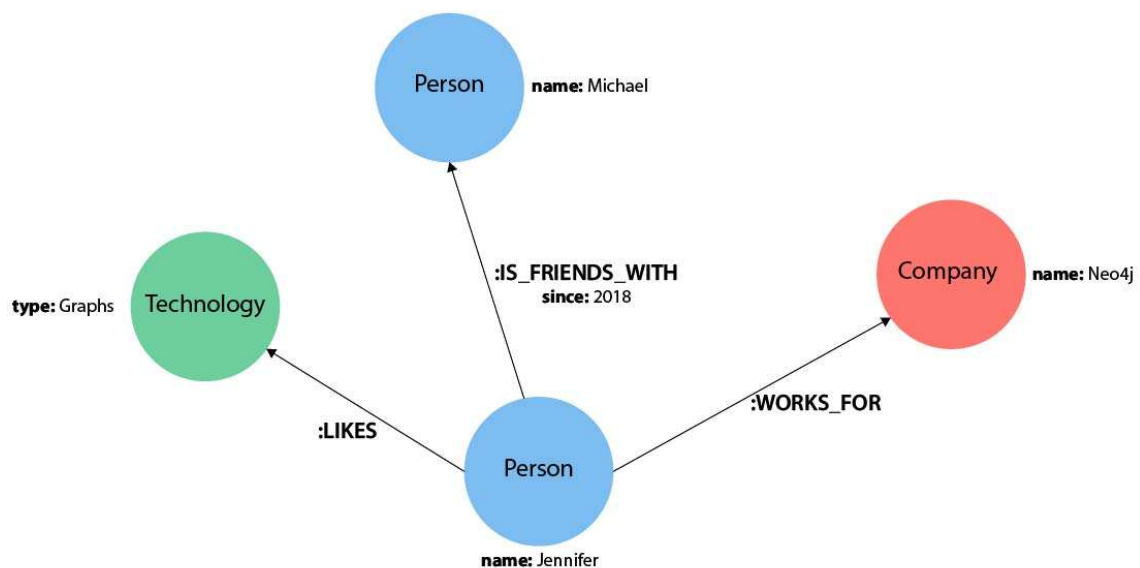 Person
name: Michael
:IS_FRIENDS_WITH
since: 2018
Company
name: Neo4j
type: Graphs
Technology
:LIKES
:WORKS_FOR
Person
name: Jennifer